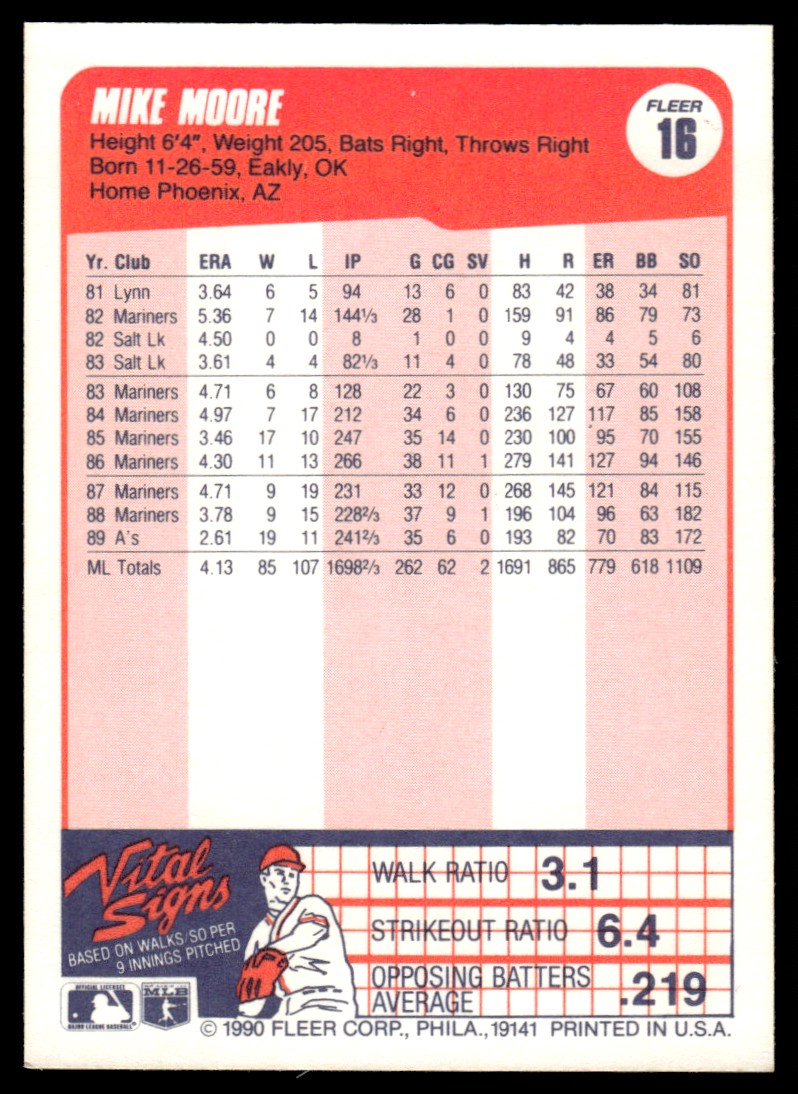 MIKE MOORE
FLEER
16
Height 6'4", Weight 205, Bats Right, Throws Right
Born 11-26-59, Eakly, OK
Home Phoenix, AZ
Yr. Club ERA W L IP G CG SV H R ER BB SO
81 Lynn 3.64 6 5 94 13 6 0 83 42 38 34 81
82 Mariners 5.36 7 14 144⅓ 28 1 0 159 91 86 79 73
82 Salt Lk 4.50 0 0 8 1 0 0 9 4 4 5 6
83 Salt Lk 3.61 4 4 82⅓ 11 4 0 78 48 33 54 80
83 Mariners 4.71 6 8 128 22 3 0 130 75 67 60 108
84 Mariners 4.97 7 17 212 34 6 0 236 127 117 85 158
85 Mariners 3.46 17 10 247 35 14 0 230 100 95 70 155
86 Mariners 4.30 11 13 266 38 11 1 279 141 127 94 146
87 Mariners 4.71 9 19 231 33 12 0 268 145 121 84 115
88 Mariners 3.78 9 15 228⅔ 37 9 1 196 104 96 63 182
89 A's 2.61 19 11 241⅔ 35 6 0 193 82 70 83 172
ML Totals 4.13 85 107 1698⅔ 262 62 2 1691 865 779 618 1109
Vital
Signs
BASED ON WALKS/SO PER
9 INNINGS PITCHED
WALK RATIO 3.1
STRIKEOUT RATIO 6.4
OPPOSING BATTERS
AVERAGE .219
OFFICIAL LICENSEE
MAJOR LEAGUE BASEBALL
MLB
© 1990 FLEER CORP., PHILA., 19141 PRINTED IN U.S.A.